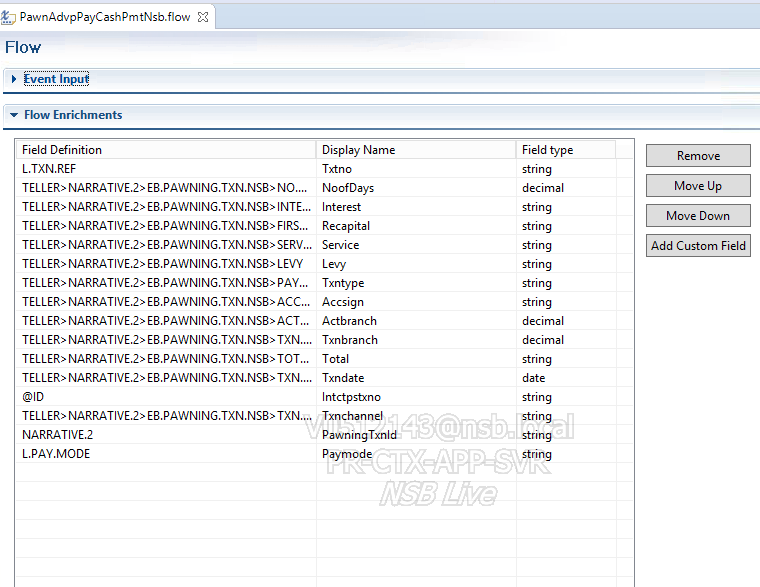 PawnAdvpPayCashPmtNsb.flow
Flow
Event Input
Flow Enrichments
Field Definition Display Name Field type
L.TXN.REF Txtno string
TELLER>NARRATIVE.2>EB.PAWNING.TXN.NSB>NO.... NoofDays decimal
TELLER>NARRATIVE.2>EB.PAWNING.TXN.NSB>INTE... Interest string
TELLER>NARRATIVE.2>EB.PAWNING.TXN.NSB>FIRS... Recapital string
TELLER>NARRATIVE.2>EB.PAWNING.TXN.NSB>SERV... Service string
TELLER>NARRATIVE.2>EB.PAWNING.TXN.NSB>LEVY Levy string
TELLER>NARRATIVE.2>EB.PAWNING.TXN.NSB>PAY.... Txntype string
TELLER>NARRATIVE.2>EB.PAWNING.TXN.NSB>ACC... Accsign string
TELLER>NARRATIVE.2>EB.PAWNING.TXN.NSB>ACT... Actbranch decimal
TELLER>NARRATIVE.2>EB.PAWNING.TXN.NSB>TXN.... Txnbranch decimal
TELLER>NARRATIVE.2>EB.PAWNING.TXN.NSB>TOT... Total string
TELLER>NARRATIVE.2>EB.PAWNING.TXN.NSB>TXN.... Txndate date
@ID Intctpstxno string
TELLER>NARRATIVE.2>EB.PAWNING.TXN.NSB>TXN.... Txnchannel string
NARRATIVE.2 PawningTxnId string
L.PAY.MODE Paymode string
Remove
Move Up
Move Down
Add Custom Field
PR-CTX-APP-SVR
NSB Live